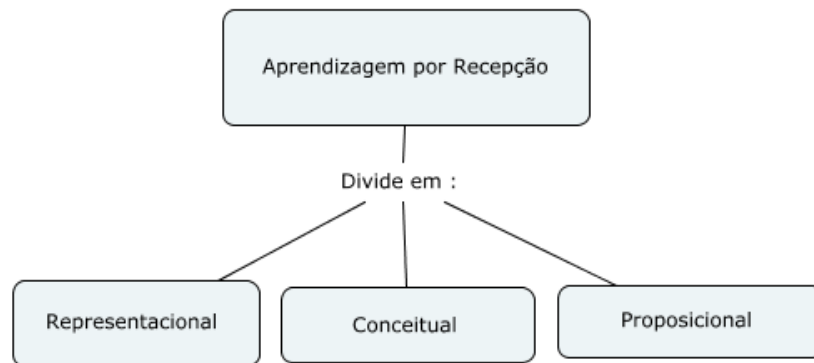 Aprendizagem por Recepção
Divide em :
Representacional
Conceitual
Proposicional